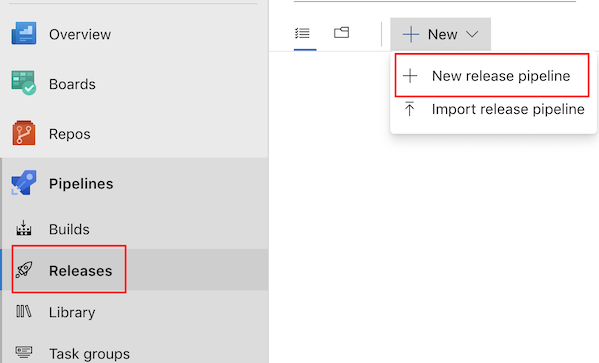 Overview
Boards
Repos
Pipelines
Builds
Releases
Library
Task groups
New
New release pipeline
Import release pipeline